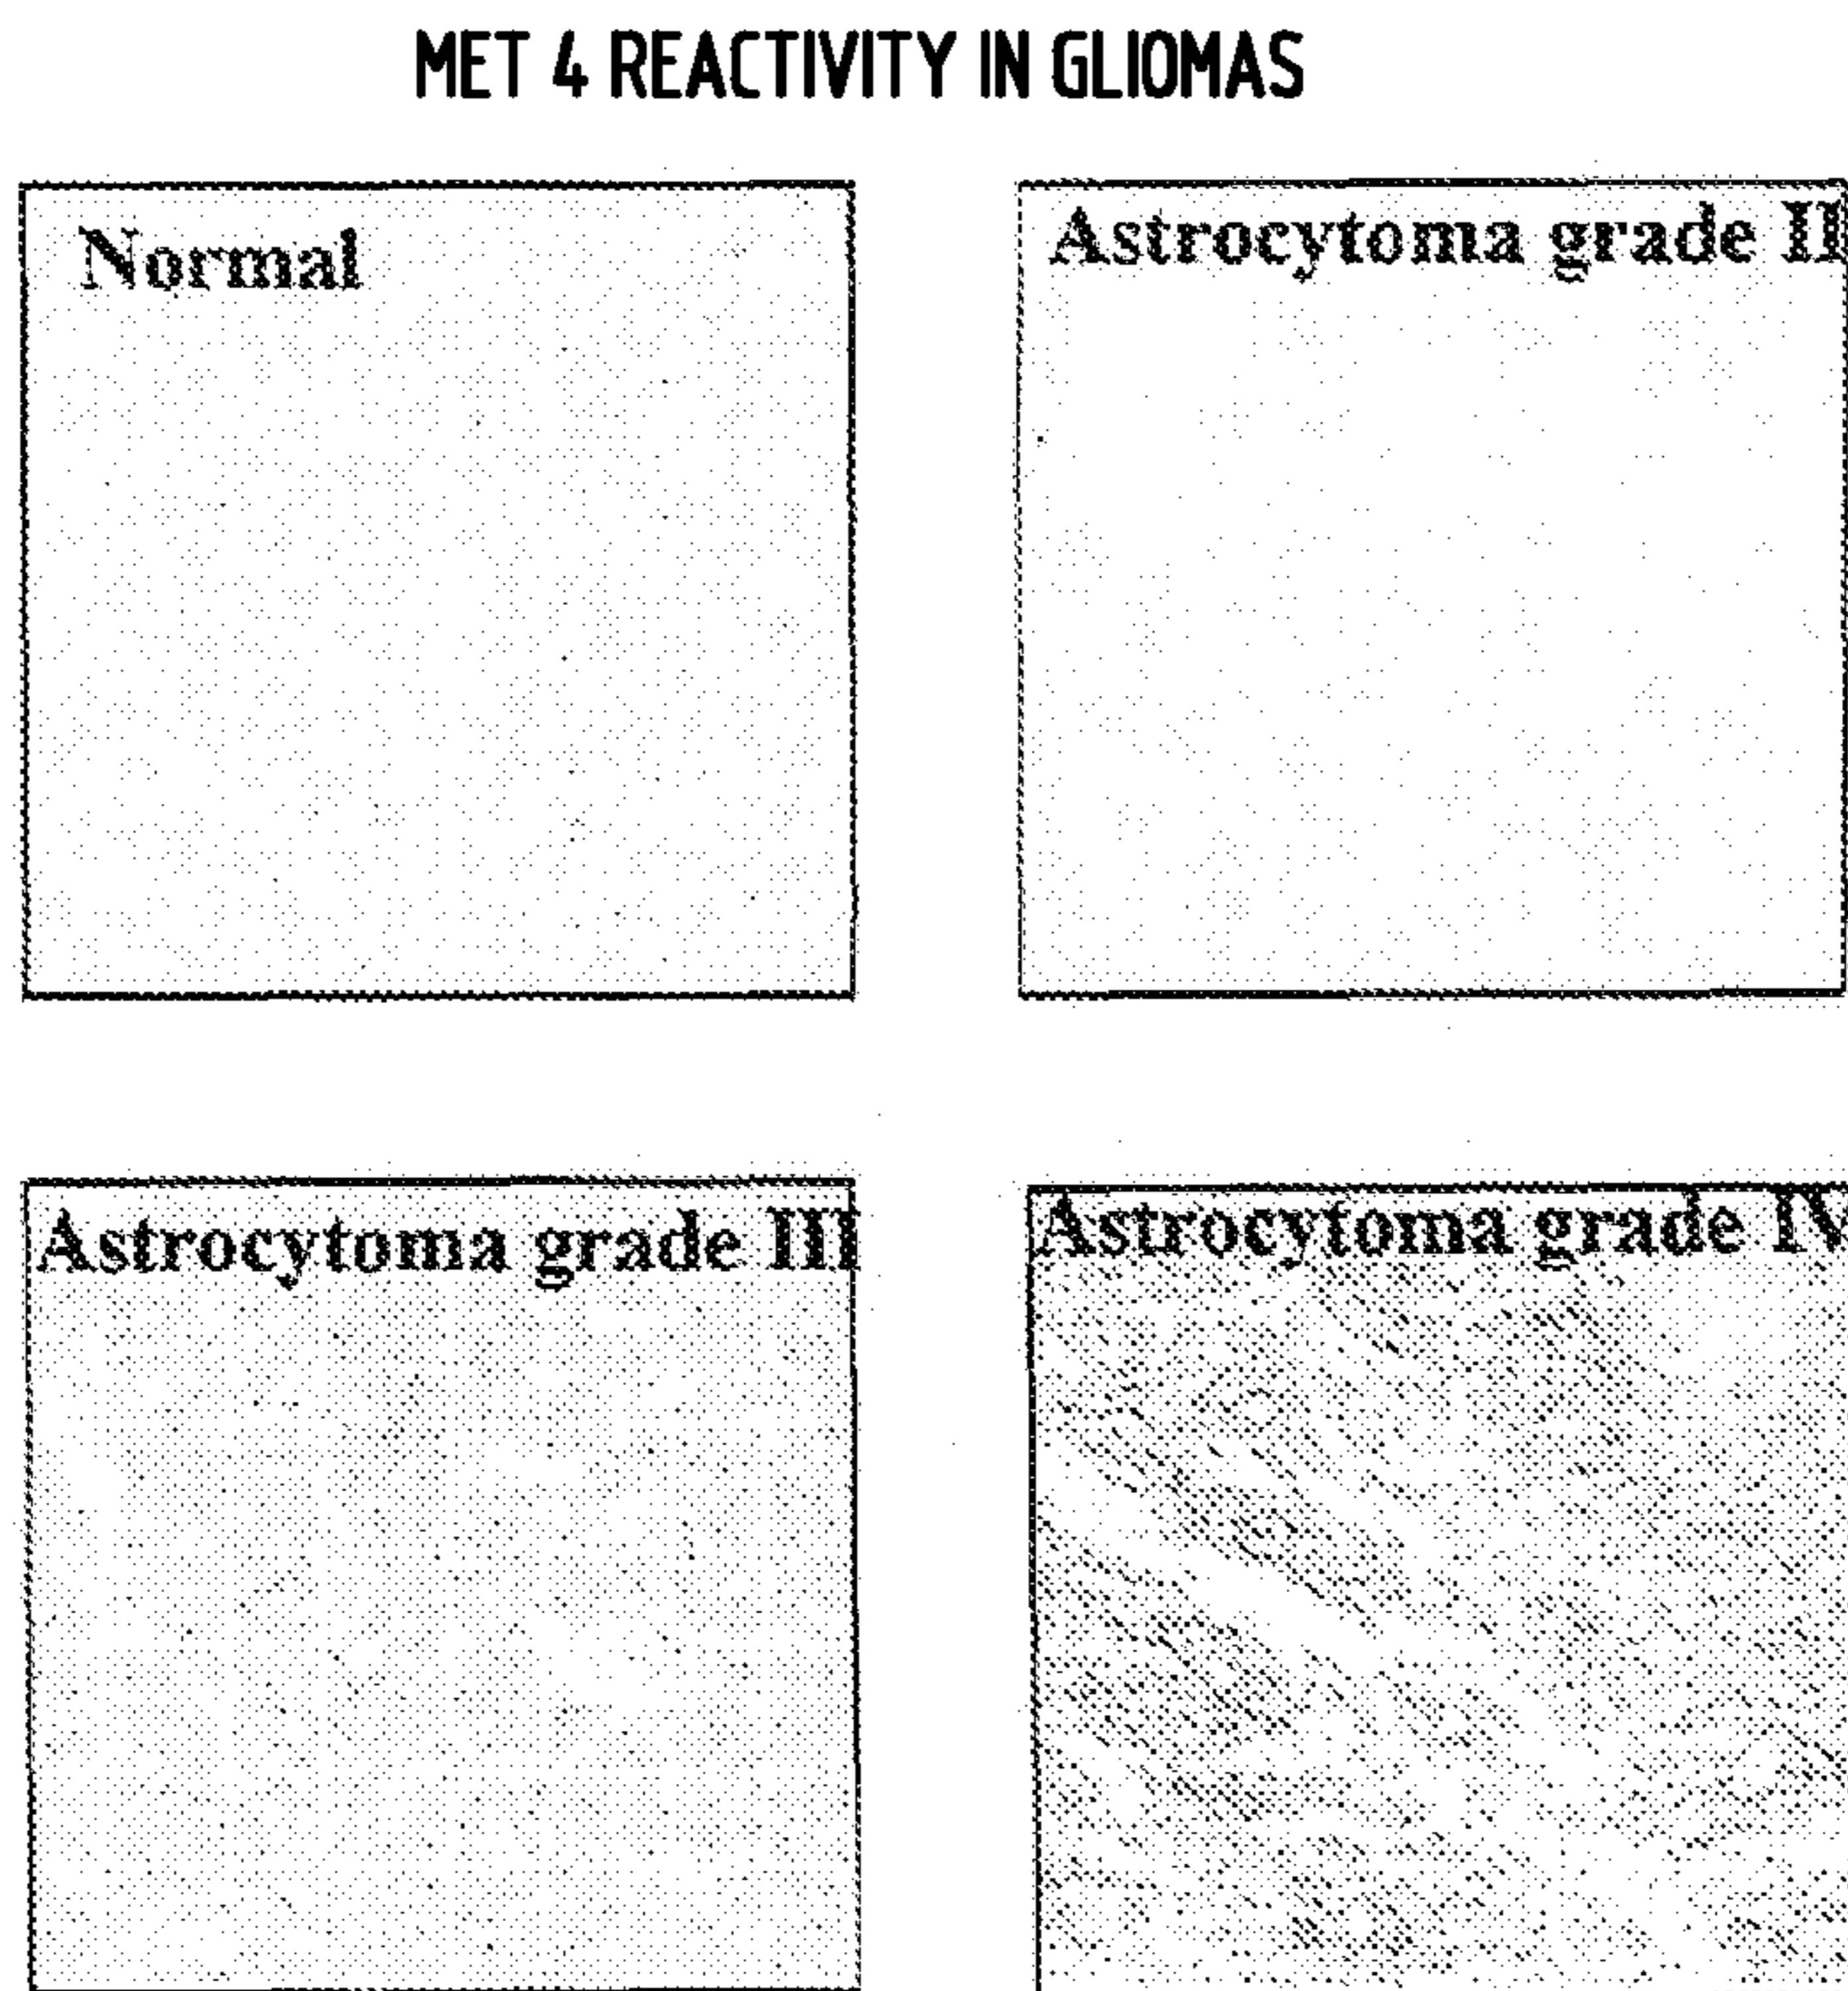 MET 4 REACTIVITY IN GLIOMAS
Normal
Astrocytoma grade II
Astrocytoma grade III
Astrocytoma grade IV